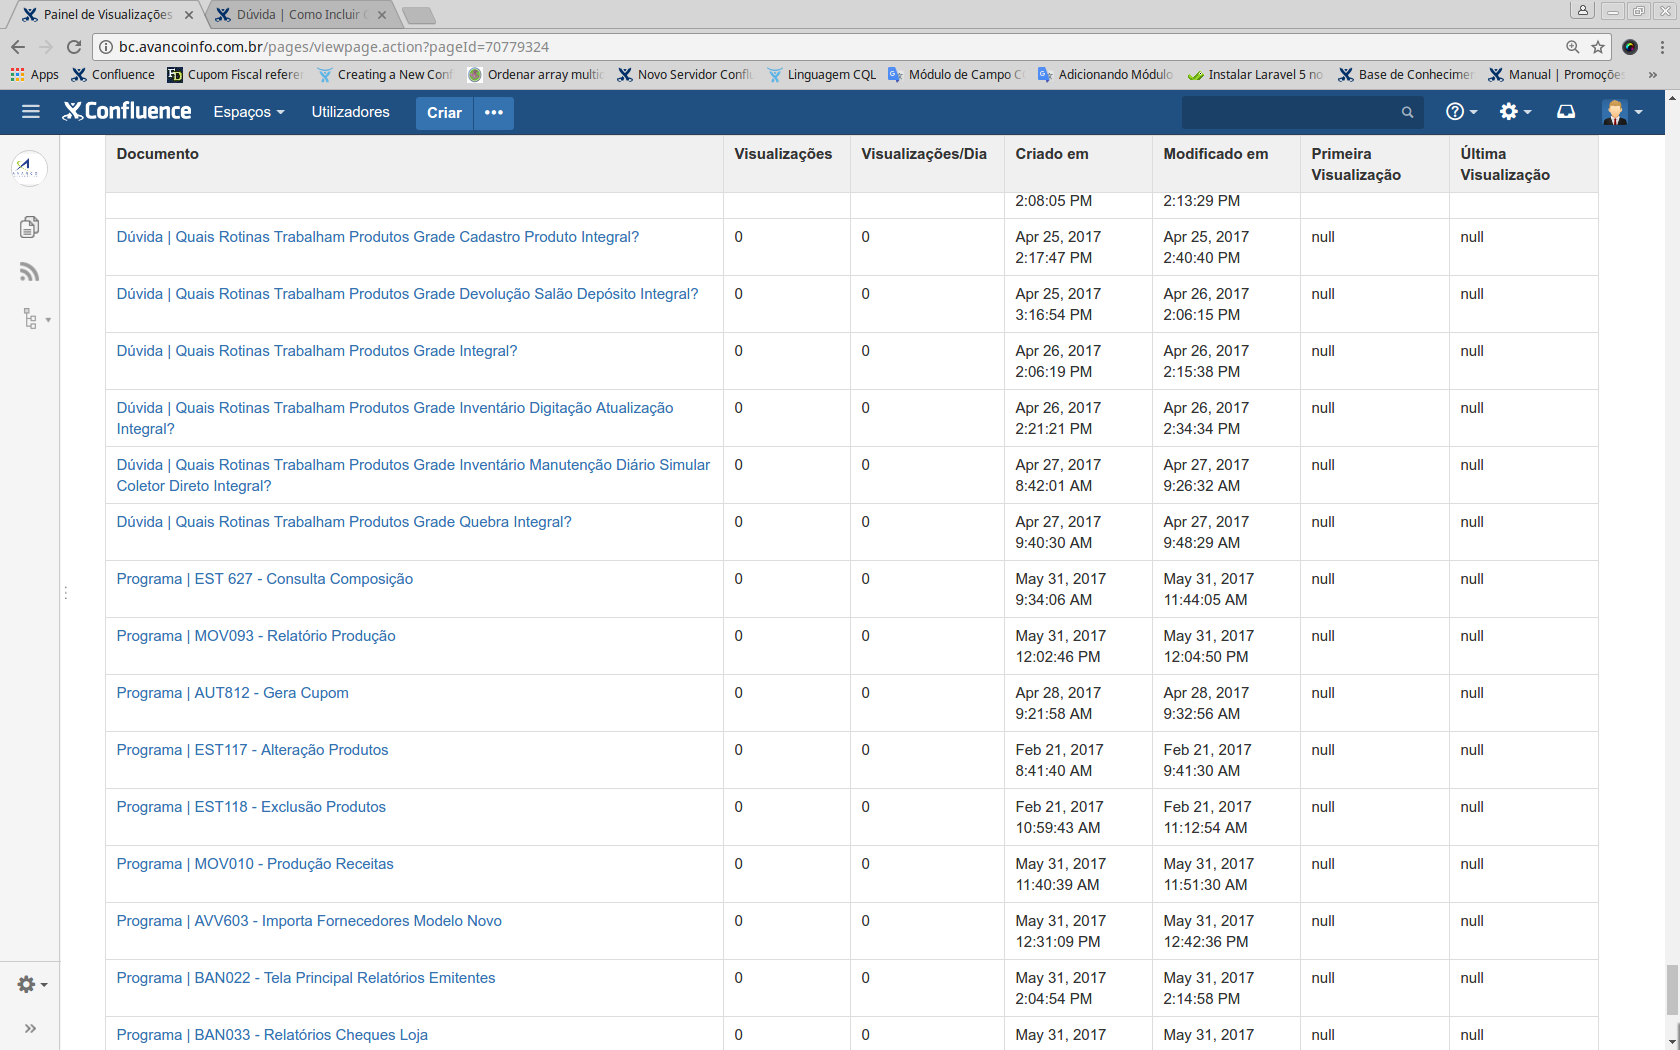 Painel de Visualizações
Dúvida | Como Incluir
bc.avancoinfo.com.br/pages/viewpage.action?pageId=70779324
Apps Confluence Cupom Fiscal refere Creating a New Conf Ordenar array multi Novo Servidor Conflu Linguagem CQL Módulo de Campo C Adicionando Módulo Instalar Laravel 5 no Base de Conhecimen Manual | Promoções »
Confluence Espaços Utilizadores Criar •••
Documento Visualizações Visualizações/Dia Criado em Modificado em Primeira Última
Visualização Visualização
2:08:05 PM 2:13:29 PM
Dúvida | Quais Rotinas Trabalham Produtos Grade Cadastro Produto Integral? 0 0 Apr 25, 2017 Apr 25, 2017 null null
2:17:47 PM 2:40:40 PM
Dúvida | Quais Rotinas Trabalham Produtos Grade Devolução Salão Depósito Integral? 0 0 Apr 25, 2017 Apr 26, 2017 null null
3:16:54 PM 2:06:15 PM
Dúvida | Quais Rotinas Trabalham Produtos Grade Integral? 0 0 Apr 26, 2017 Apr 26, 2017 null null
2:06:19 PM 2:15:38 PM
Dúvida | Quais Rotinas Trabalham Produtos Grade Inventário Digitação Atualização 0 0 Apr 26, 2017 Apr 26, 2017 null null
Integral? 2:21:21 PM 2:34:34 PM
Dúvida | Quais Rotinas Trabalham Produtos Grade Inventário Manutenção Diário Simular 0 0 Apr 27, 2017 Apr 27, 2017 null null
Coletor Direto Integral? 8:42:01 AM 9:26:32 AM
Dúvida | Quais Rotinas Trabalham Produtos Grade Quebra Integral? 0 0 Apr 27, 2017 Apr 27, 2017 null null
9:40:30 AM 9:48:29 AM
Programa | EST 627 - Consulta Composição 0 0 May 31, 2017 May 31, 2017 null null
9:34:06 AM 11:44:05 AM
Programa | MOV093 - Relatório Produção 0 0 May 31, 2017 May 31, 2017 null null
12:02:46 PM 12:04:50 PM
Programa | AUT812 - Gera Cupom 0 0 Apr 28, 2017 Apr 28, 2017 null null
9:21:58 AM 9:32:56 AM
Programa | EST117 - Alteração Produtos 0 0 Feb 21, 2017 Feb 21, 2017 null null
8:41:40 AM 9:41:30 AM
Programa | EST118 - Exclusão Produtos 0 0 Feb 21, 2017 Feb 21, 2017 null null
10:59:43 AM 11:12:54 AM
Programa | MOV010 - Produção Receitas 0 0 May 31, 2017 May 31, 2017 null null
11:40:39 AM 11:51:30 AM
Programa | AVV603 - Importa Fornecedores Modelo Novo 0 0 May 31, 2017 May 31, 2017 null null
12:31:09 PM 12:42:36 PM
Programa | BAN022 - Tela Principal Relatórios Emitentes 0 0 May 31, 2017 May 31, 2017 null null
2:04:54 PM 2:14:58 PM
Programa | BAN033 - Relatórios Cheques Loja 0 0 May 31, 2017 May 31, 2017 null null